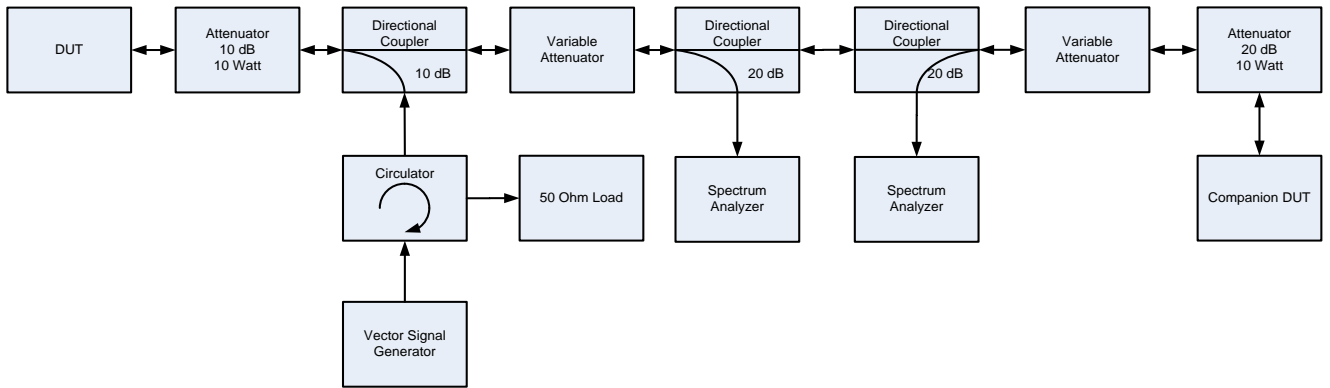 DUT
Attenuator
10 dB
10 Watt
Directional
Coupler
10 dB
Variable
Attenuator
Directional
Coupler
20 dB
Directional
Coupler
20 dB
Variable
Attenuator
Attenuator
20 dB
10 Watt
Circulator
50 Ohm Load
Spectrum
Analyzer
Spectrum
Analyzer
Companion DUT
Vector Signal
Generator